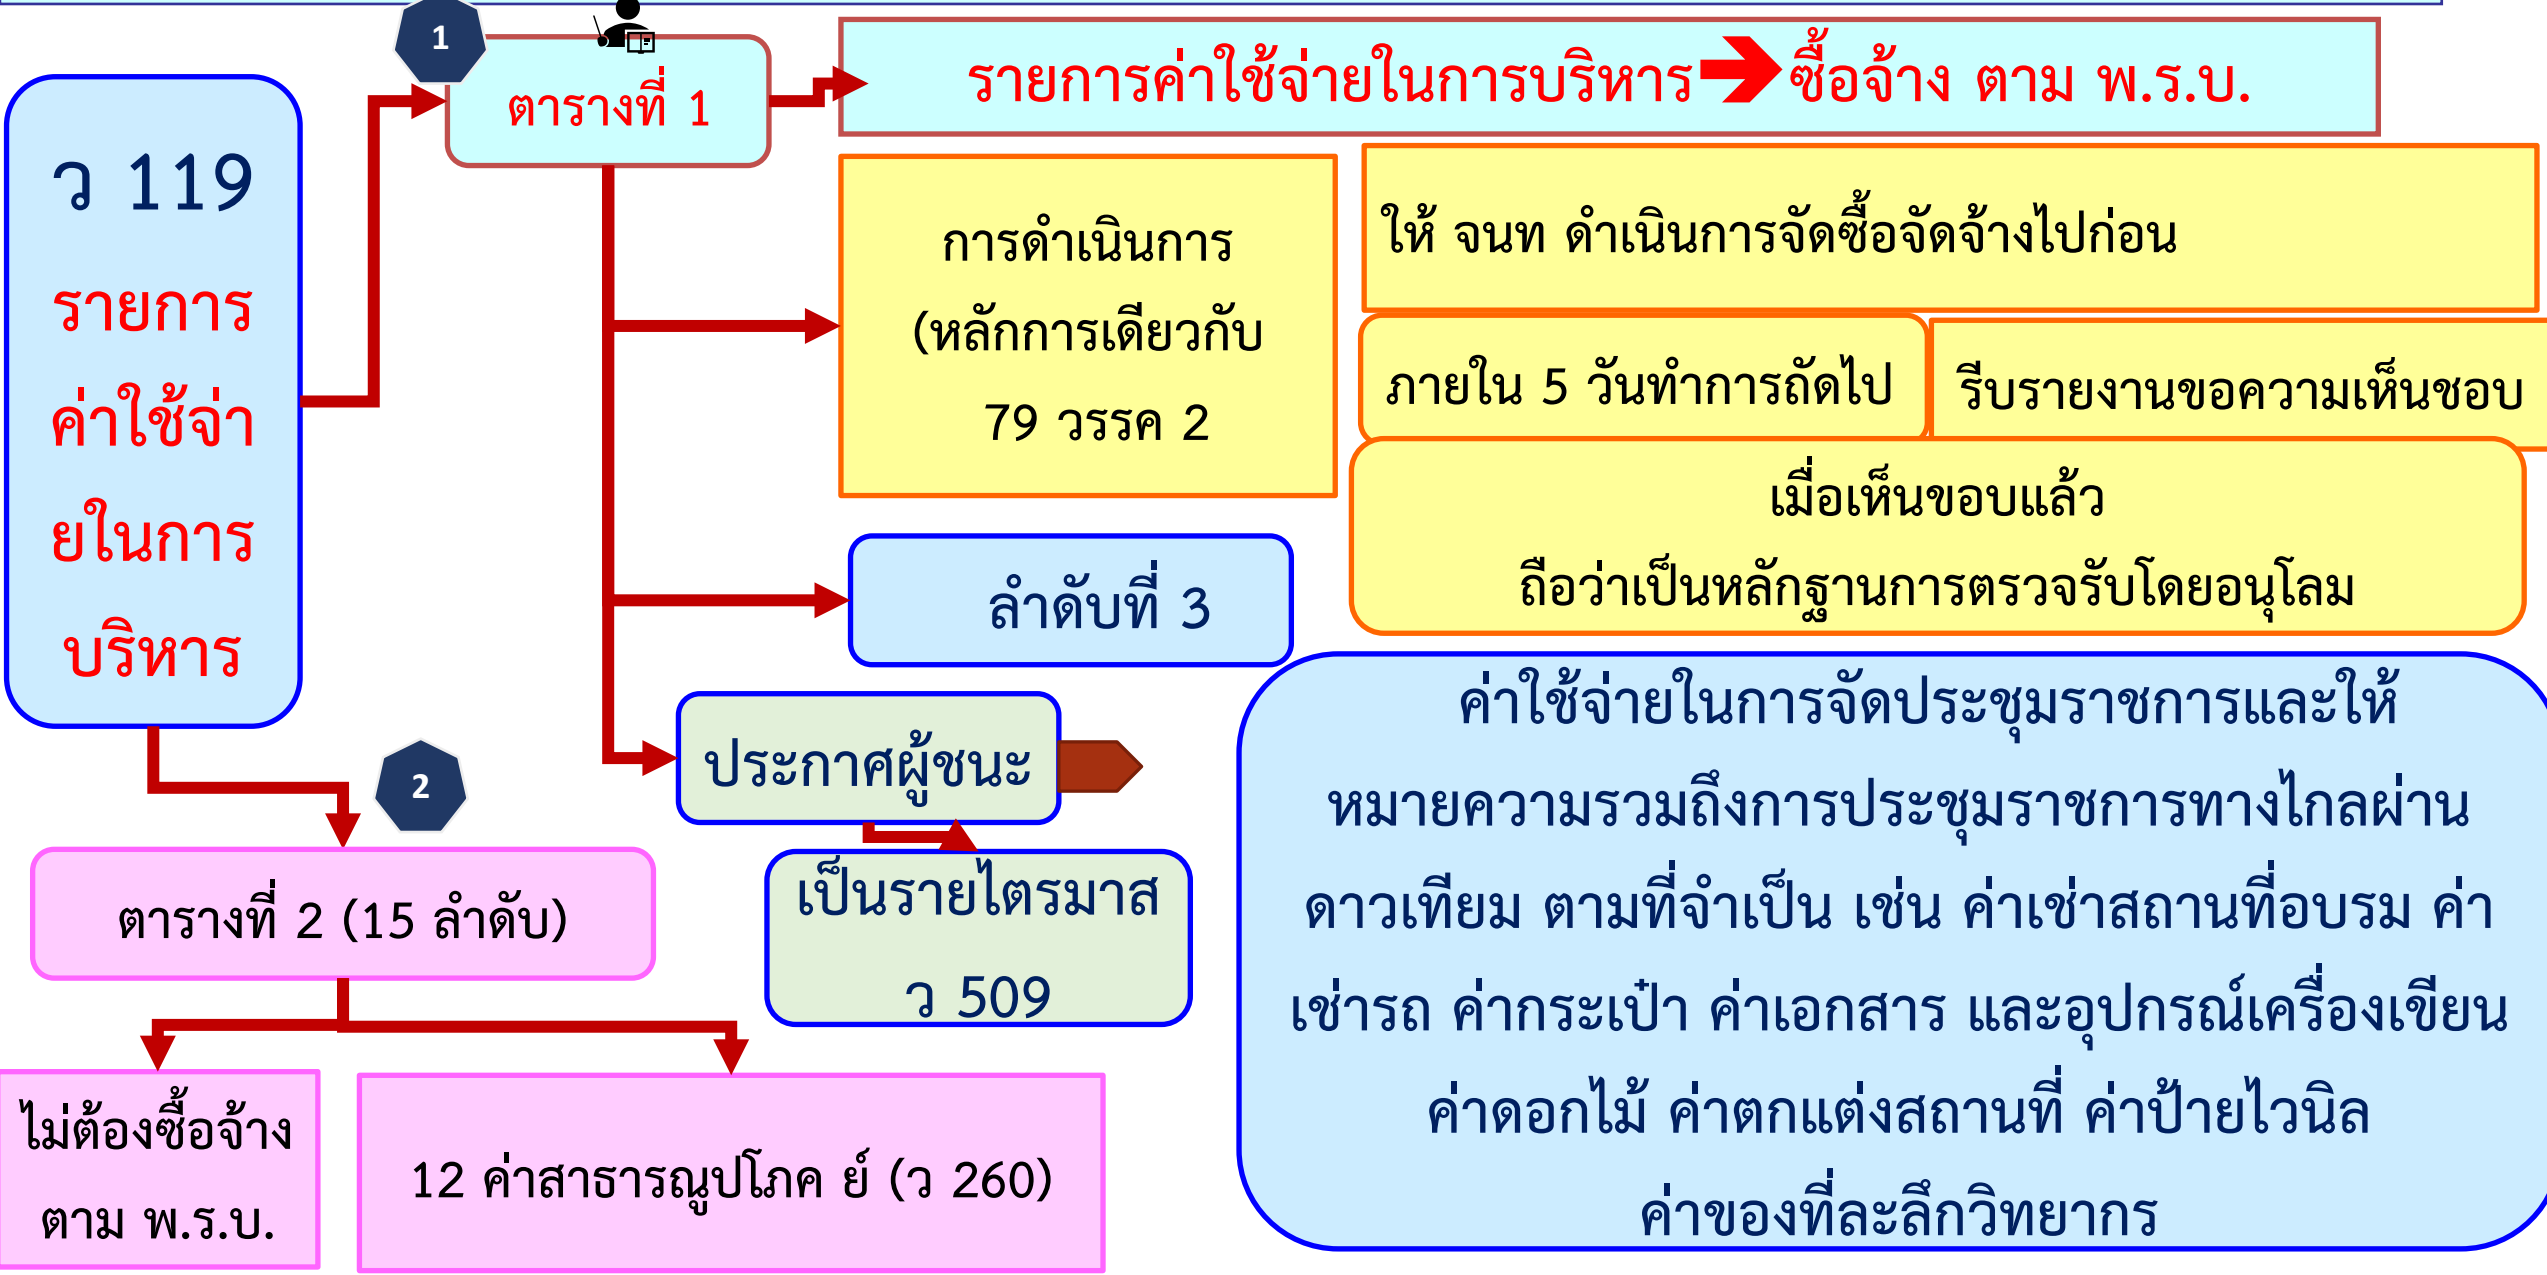 1
ตารางที่ 1
รายการค่าใช้จ่ายในการบริหาร ซื้อจ้าง ตาม พ.ร.บ.
ว 119
รายการ
ค่าใช้จ่า
ยในการ
บริหาร
การดำเนินการ
(หลักการเดียวกับ
79 วรรค 2
ให้ จนท ดำเนินการจัดซื้อจัดจ้างไปก่อน
ภายใน 5 วันทำการถัดไป
รีบรายงานขอความเห็นชอบ
เมื่อเห็นขอบแล้ว
ถือว่าเป็นหลักฐานการตรวจรับโดยอนุโลม
ลำดับที่ 3
ค่าใช้จ่ายในการจัดประชุมราชการและให้
หมายความรวมถึงการประชุมราชการทางไกลผ่าน
ดาวเทียม ตามที่จำเป็น เช่น ค่าเช่าสถานที่อบรม ค่า
เช่ารถ ค่ากระเป๋า ค่าเอกสาร และอุปกรณ์เครื่องเขียน
ค่าดอกไม้ ค่าตกแต่งสถานที่ ค่าป้ายไวนิล
ค่าของที่ละลึกวิทยากร
ประกาศผู้ชนะ
เป็นรายไตรมาส
ว 509
2
ตารางที่ 2 (15 ลำดับ)
ไม่ต้องซื้อจ้าง
ตาม พ.ร.บ.
12 ค่าสาธารณูปโภค ย์ (ว 260)